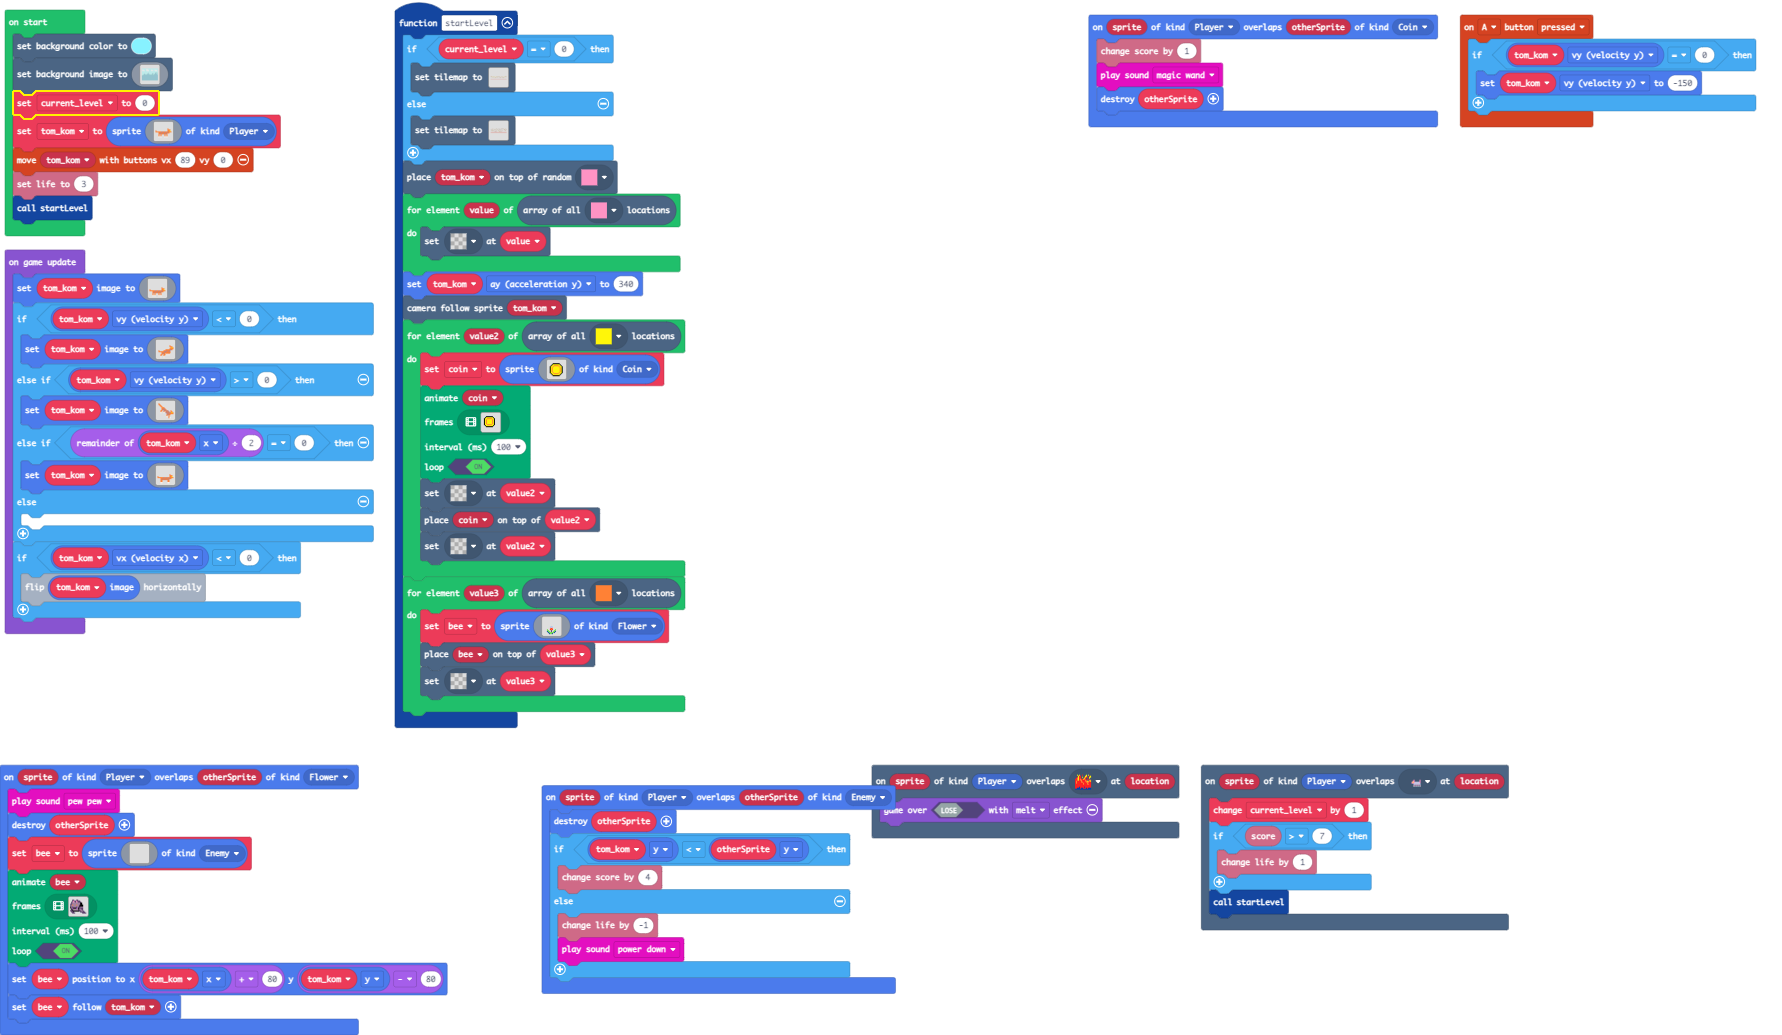 on start
set background color to
set background image to
set current_level to 0
set tom_kom to sprite of kind Player
move tom_kom with buttons vx 89 vy 0
set life to 3
call startLevel
on game update
set tom_kom image to
if tom_kom vy (velocity y) < 0 then
set tom_kom image to
else if tom_kom vy (velocity y) > 0 then
set tom_kom image to
else if remainder of tom_kom x ÷ 2 = 0 then
set tom_kom image to
else
if tom_kom vx (velocity x) < 0 then
flip tom_kom image horizontally
function startLevel
if current_level = 0 then
set tilemap to
else
set tilemap to
place tom_kom on top of random
for element value of array of all locations
do set at value
set tom_kom ay (acceleration y) to 340
camera follow sprite tom_kom
for element value2 of array of all locations
do set coin to sprite of kind Coin
animate coin
frames
interval (ms) 100
loop ON
set at value2
place coin on top of value2
set at value2
for element value3 of array of all locations
do set bee to sprite of kind Flower
place bee on top of value3
set at value3
on sprite of kind Player overlaps otherSprite of kind Coin
change score by 1
play sound magic wand
destroy otherSprite
on A button pressed
if tom_kom vy (velocity y) = 0 then
set tom_kom vy (velocity y) to -150
on sprite of kind Player overlaps otherSprite of kind Flower
play sound pew pew
destroy otherSprite
set bee to sprite of kind Enemy
animate bee
frames
interval (ms) 100
loop ON
set bee position to x tom_kom x + 80 y tom_kom y - 80
set bee follow tom_kom
on sprite of kind Player overlaps otherSprite of kind Enemy
destroy otherSprite
if tom_kom y < otherSprite y then
change score by 4
else
change life by -1
play sound power down
on sprite of kind Player overlaps at location
game over LOSE with melt effect
on sprite of kind Player overlaps at location
change current_level by 1
if score > 7 then
change life by 1
call startLevel